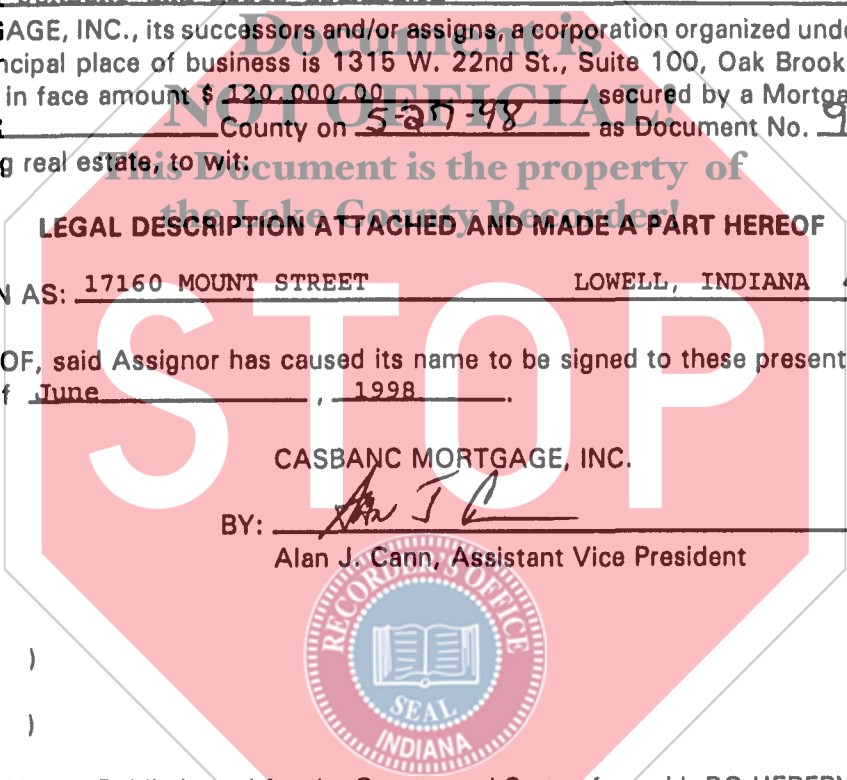 Document is
GAGE, INC., its successors and/or assigns, a corporation organized unde
ncipal place of business is 1315 W. 22nd St., Suite 100, Oak Brook
in face amount $ 120,000.00 secured by a Mortga
NOT OFFICIAL!
County on 5-27-98 as Document No. 9
g real estate, to wit:
This Document is the property of
the Lake County Recorder!
LEGAL DESCRIPTION ATTACHED AND MADE A PART HEREOF
N AS: 17160 MOUNT STREET LOWELL, INDIANA 4
OF, said Assignor has caused its name to be signed to these present
f June , 1998 .
STOP
CASBANC MORTGAGE, INC.
BY:
Alan J. Cann, Assistant Vice President
RECORDER'S OFFICE
SEAL
INDIANA
)
)